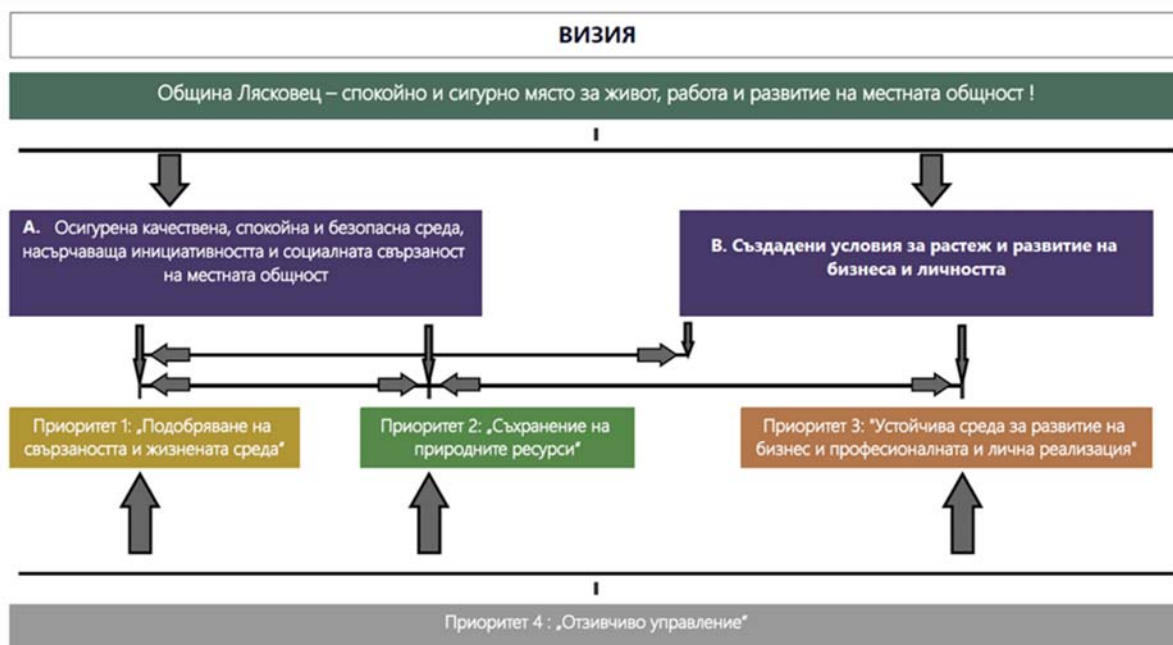 ВИЗИЯ
Община Лясковец – спокойно и сигурно място за живот, работа и развитие на местната общност !
А. Осигурена качествена, спокойна и безопасна среда,
насърчаваща инициативността и социалната свързаност
на местната общност
В. Създадени условия за растеж и развитие на
бизнеса и личността
Приоритет 1: „Подобряване на
свързаността и жизнената среда“
Приоритет 2: „Съхранение на
природните ресурси“
Приоритет 3: "Устойчива среда за развитие на
бизнес и професионалната и лична реализация"
Приоритет 4 : „Отзивчиво управление“